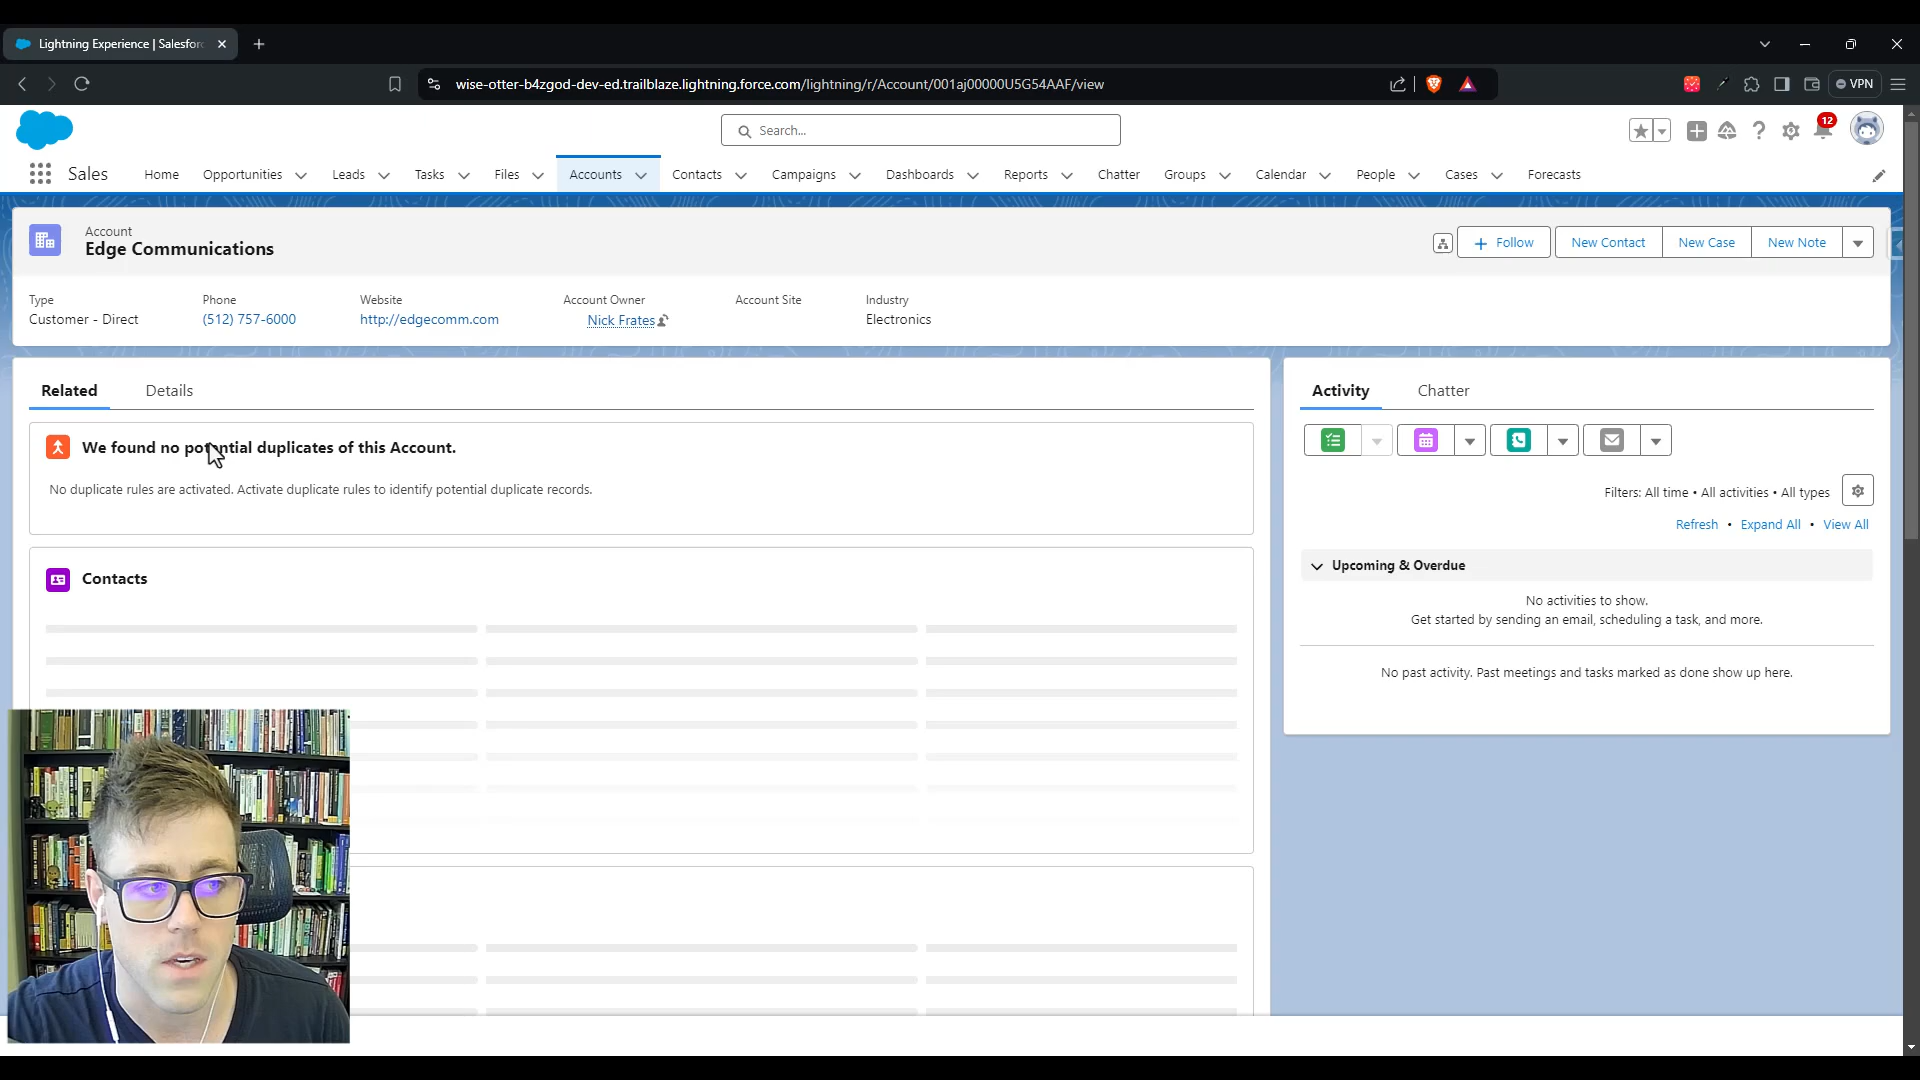 Lightning Experience | Salesforc
wise-otter-b4zgod-dev-ed.trailblaze.lightning.force.com/lightning/r/Account/001aj00000U5G54AAF/view
VPN
Search...
12
Sales
Home
Opportunities
Leads
Tasks
Files
Accounts
Contacts
Campaigns
Dashboards
Reports
Chatter
Groups
Calendar
People
Cases
Forecasts
Account
Edge Communications
Follow
New Contact
New Case
New Note
Type
Customer - Direct
Phone
(512) 757-6000
Website
http://edgecomm.com
Account Owner
Nick Frates
Account Site
Industry
Electronics
Related
Details
We found no potential duplicates of this Account.
No duplicate rules are activated. Activate duplicate rules to identify potential duplicate records.
Contacts
Activity
Chatter
Filters: All time • All activities • All types
Refresh • Expand All • View All
Upcoming & Overdue
No activities to show.
Get started by sending an email, scheduling a task, and more.
No past activity. Past meetings and tasks marked as done show up here.